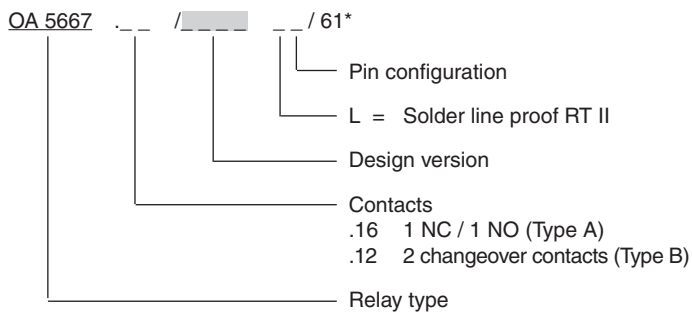 OA 5667 ._ _ /_ _ _ _ _ _ / 61*
Pin configuration
L = Solder line proof RT II
Design version
Contacts
.16 1 NC / 1 NO (Type A)
.12 2 changeover contacts (Type B)
Relay type